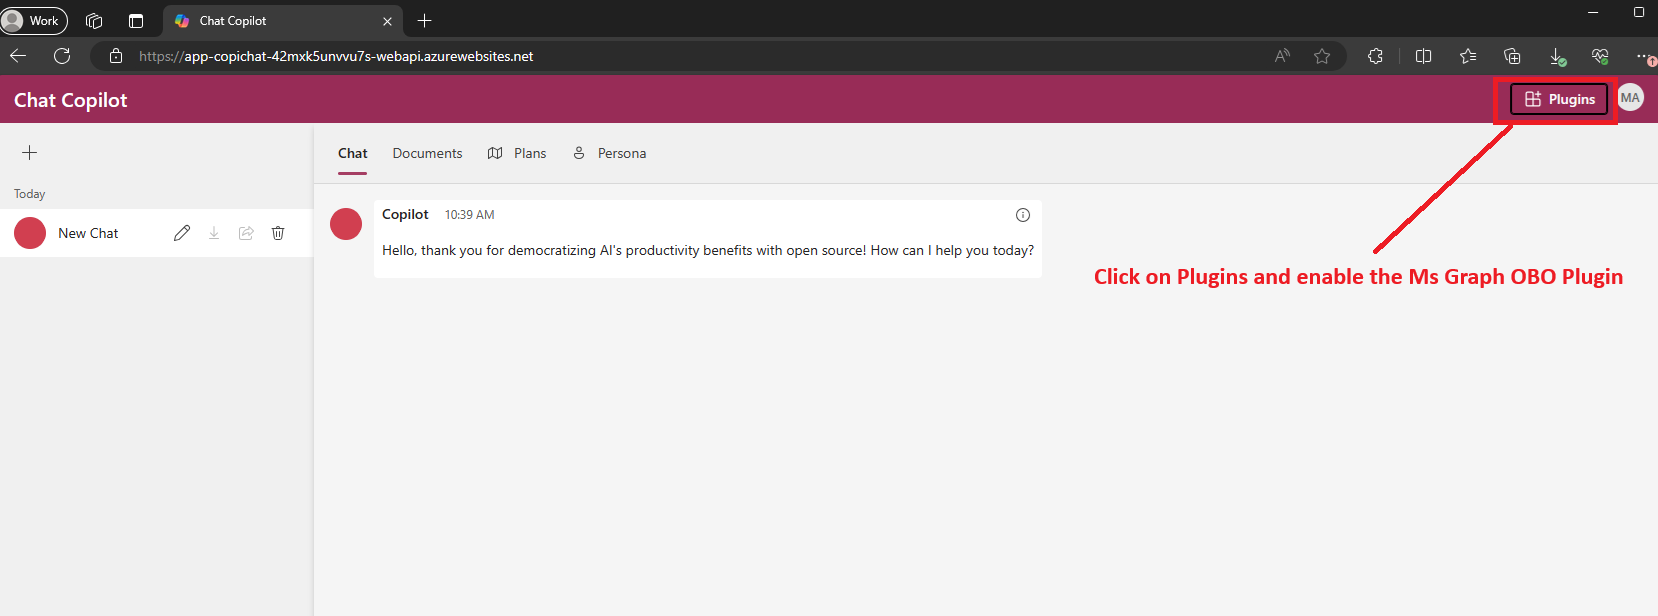 Work
Chat Copilot
https://app-copichat-42mxk5unvvu7s-webapi.azurewebsites.net
Chat Copilot
Plugins
MA
Chat
Documents
Plans
Persona
Today
New Chat
Copilot 10:39 AM
Hello, thank you for democratizing AI's productivity benefits with open source! How can I help you today?
Click on Plugins and enable the Ms Graph OBO Plugin